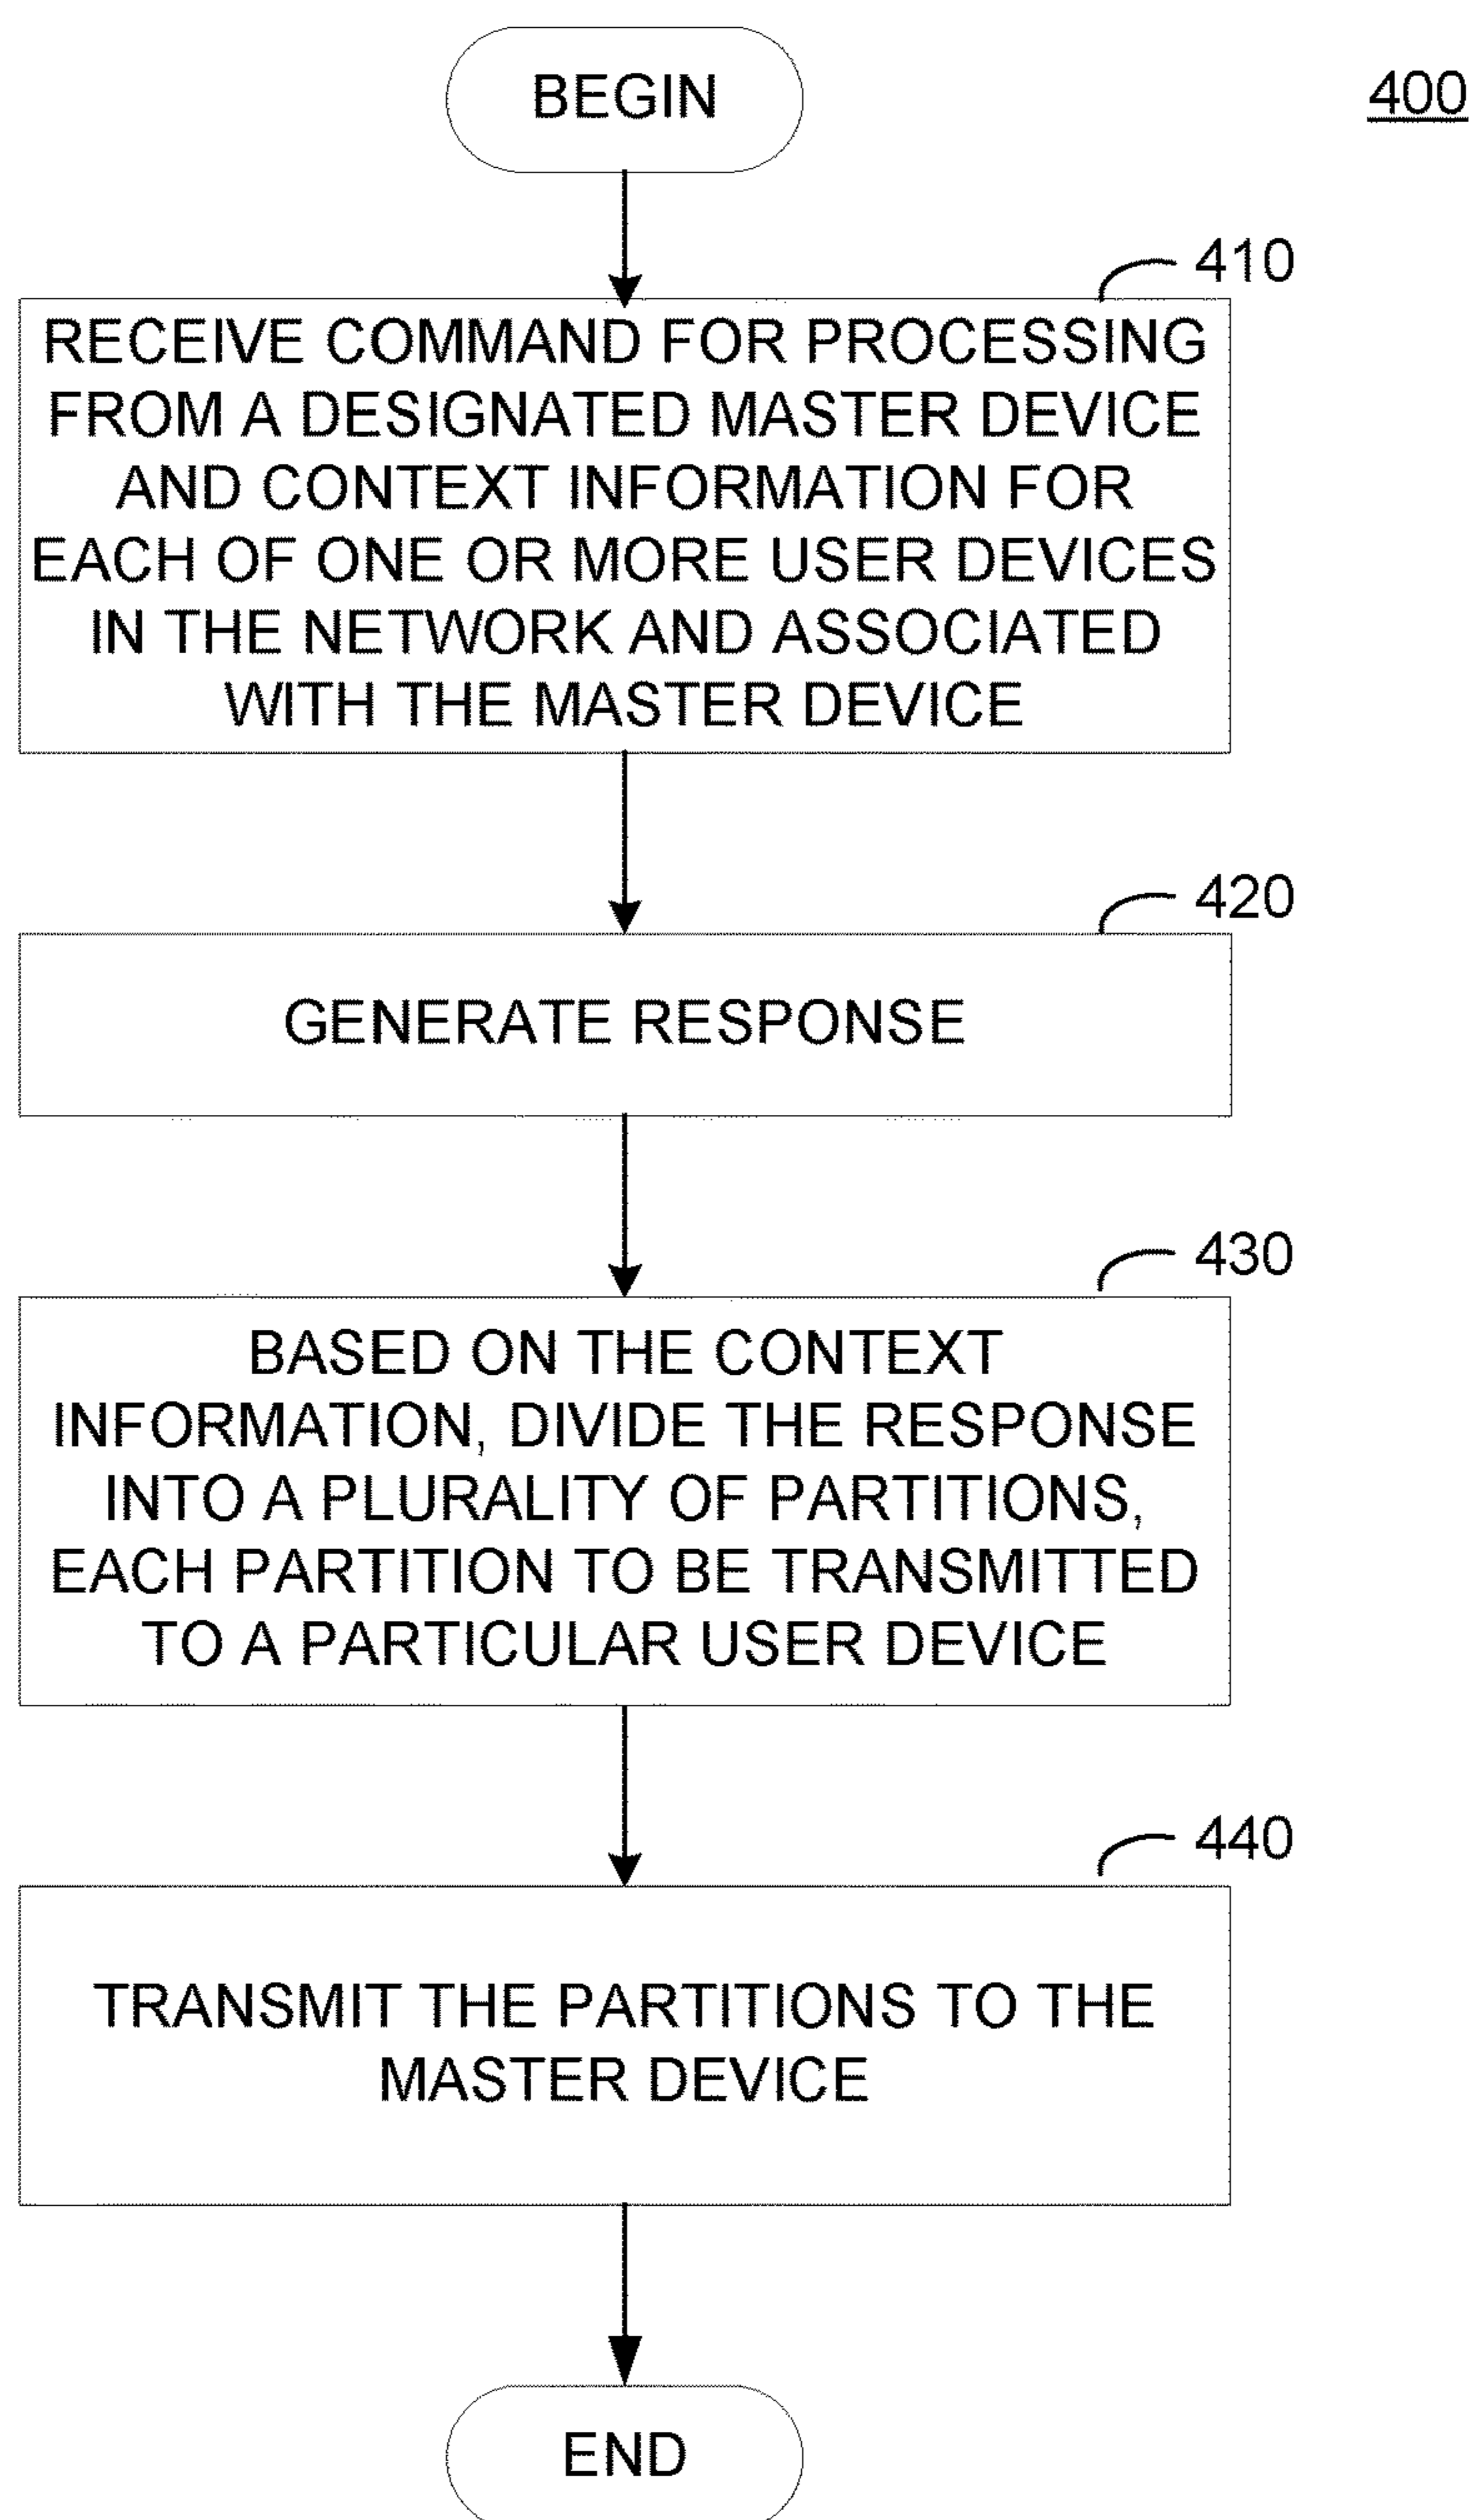 BEGIN
400
410
RECEIVE COMMAND FOR PROCESSING
FROM A DESIGNATED MASTER DEVICE
AND CONTEXT INFORMATION FOR
EACH OF ONE OR MORE USER DEVICES
IN THE NETWORK AND ASSOCIATED
WITH THE MASTER DEVICE
420
GENERATE RESPONSE
430
BASED ON THE CONTEXT
INFORMATION, DIVIDE THE RESPONSE
INTO A PLURALITY OF PARTITIONS,
EACH PARTITION TO BE TRANSMITTED
TO A PARTICULAR USER DEVICE
440
TRANSMIT THE PARTITIONS TO THE
MASTER DEVICE
END